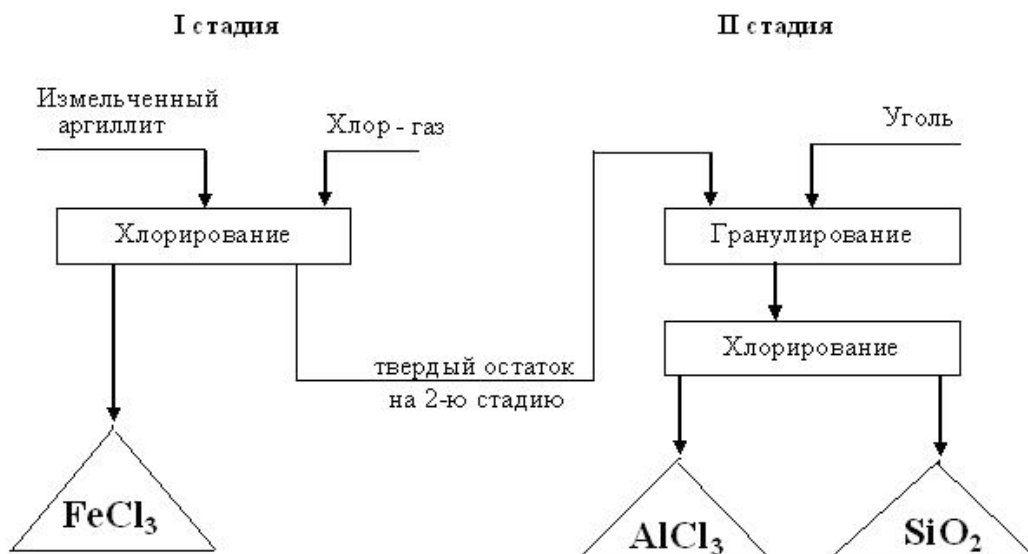 I стадия
II стадия
Измельченный
аргиллит
Хлор - газ
Уголь
Хлорирование
Гранулирование
Хлорирование
твердый остаток
на 2-ю стадию
FeCl₃
AlCl₃
SiO₂